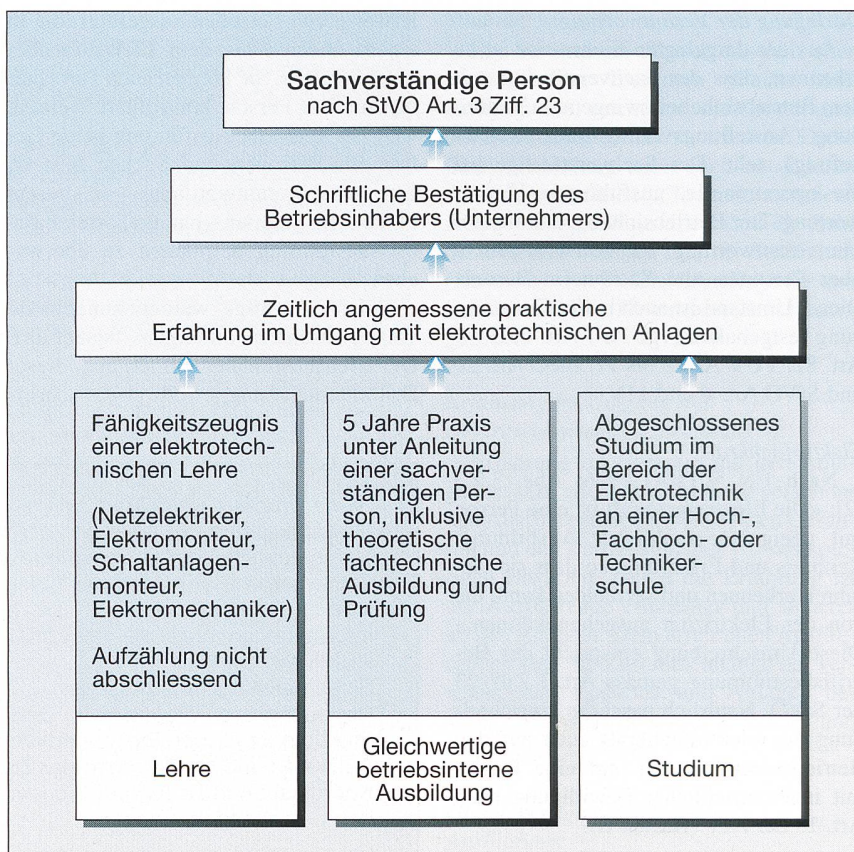 Sachverständige Person
nach StVO Art. 3 Ziff. 23
Schriftliche Bestätigung des
Betriebsinhabers (Unternehmers)
Zeitlich angemessene praktische
Erfahrung im Umgang mit elektrotechnischen Anlagen
Fähigkeitszeugnis
einer elektrotech-
nischen Lehre
(Netzelektriker,
Elektromonteur,
Schaltanlagen-
monteur,
Elektromechaniker)
Aufzählung nicht
abschliessend
Lehre
5 Jahre Praxis
unter Anleitung
einer sachver-
ständigen Per-
son, inklusive
theoretische
fachtechnische
Ausbildung und
Prüfung
Gleichwertige
betriebsinterne
Ausbildung
Abgeschlossenes
Studium im
Bereich der
Elektrotechnik
an einer Hoch-,
Fachhoch- oder
Techniker-
schule
Studium